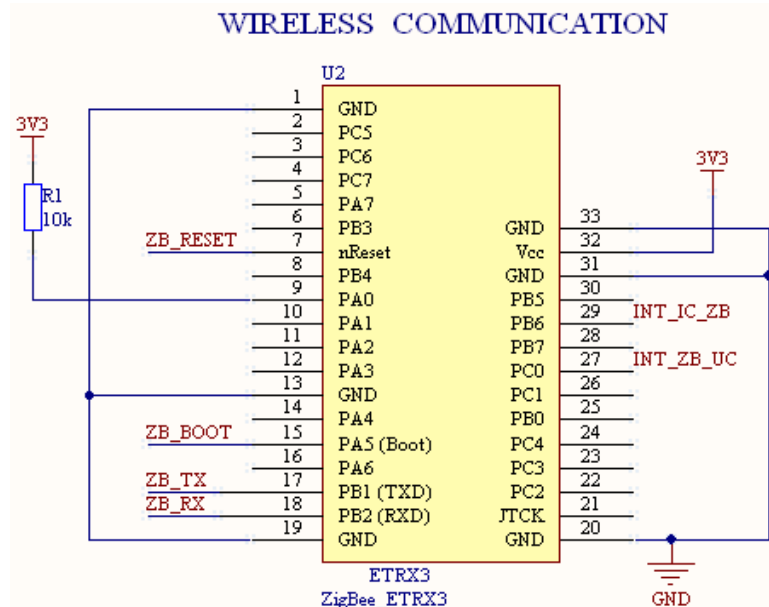 WIRELESS COMMUNICATION
U2
3V3
R1
10k
ZB_RESET
ZB_BOOT
ZB_TX
ZB_RX
1 GND
2 PC5
3 PC6
4 PC7
5 PA7
6 PB3
7 nReset
8 PB4
9 PA0
10 PA1
11 PA2
12 PA3
13 GND
14 PA4
15 PA5 (Boot)
16 PA6
17 PB1 (TXD)
18 PB2 (RXD)
19 GND
3V3
GND 33
Vcc 32
GND 31
PB5 30
PB6 29 INT_IC_ZB
PB7 28
PC0 27 INT_ZB_UC
PC1 26
PB0 25
PC4 24
PC3 23
PC2 22
JTCK 21
GND 20
GND
ETRX3
ZigBee ETRX3